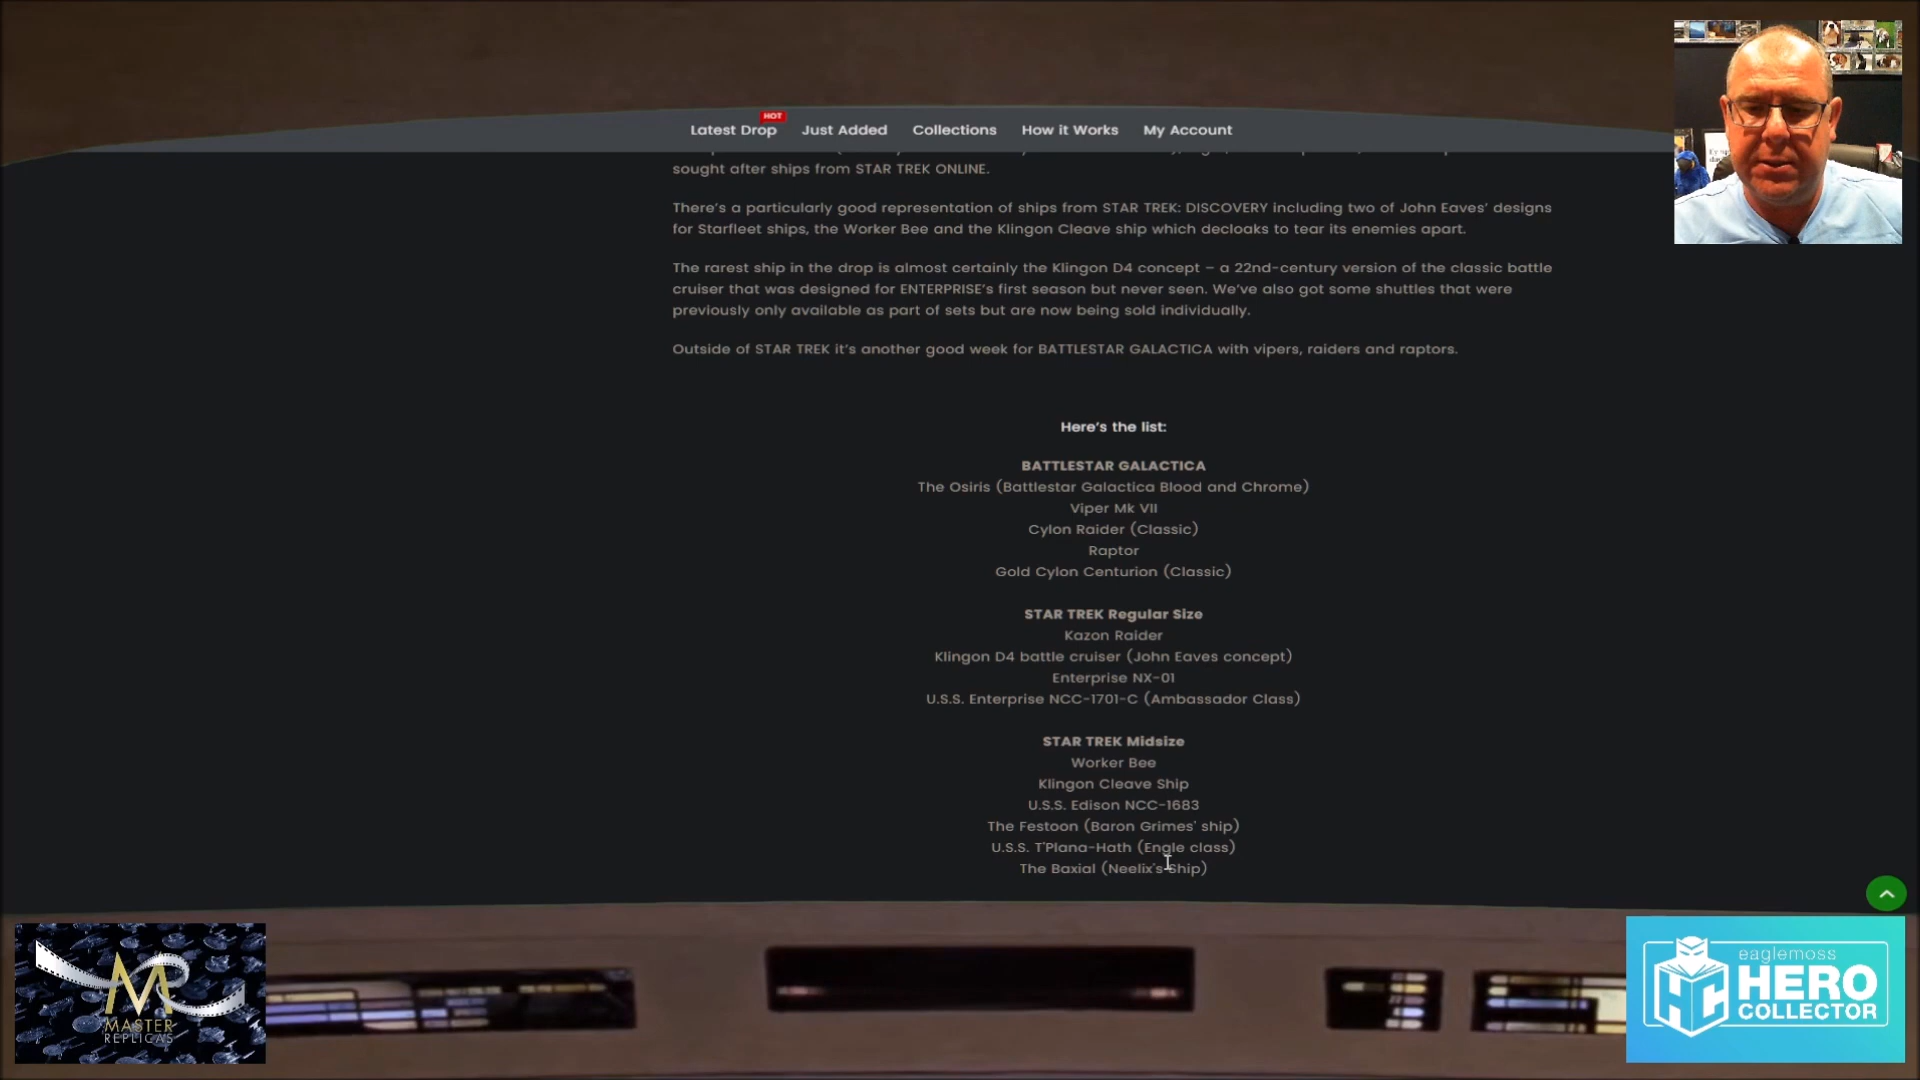 HOT
Latest Drop Just Added Collections How it Works My Account
sought after ships from STAR TREK ONLINE.
There's a particularly good representation of ships from STAR TREK: DISCOVERY including two of John Eaves' designs
for Starfleet ships, the Worker Bee and the Klingon Cleave ship which decloaks to tear its enemies apart.
The rarest ship in the drop is almost certainly the Klingon D4 concept – a 22nd-century version of the classic battle
cruiser that was designed for ENTERPRISE's first season but never seen. We've also got some shuttles that were
previously only available as part of sets but are now being sold individually.
Outside of STAR TREK it's another good week for BATTLESTAR GALACTICA with vipers, raiders and raptors.
Here's the list:
BATTLESTAR GALACTICA
The Osiris (Battlestar Galactica Blood and Chrome)
Viper Mk VII
Cylon Raider (Classic)
Raptor
Gold Cylon Centurion (Classic)
STAR TREK Regular Size
Kazon Raider
Klingon D4 battle cruiser (John Eaves concept)
Enterprise NX-01
U.S.S. Enterprise NCC-1701-C (Ambassador Class)
STAR TREK Midsize
Worker Bee
Klingon Cleave Ship
U.S.S. Edison NCC-1683
The Festoon (Baron Grimes' ship)
U.S.S. T'Plana-Hath (Engle class)
The Baxial (Neelix's Ship)
MASTER
REPLICAS
eaglemoss
HERO
COLLECTOR